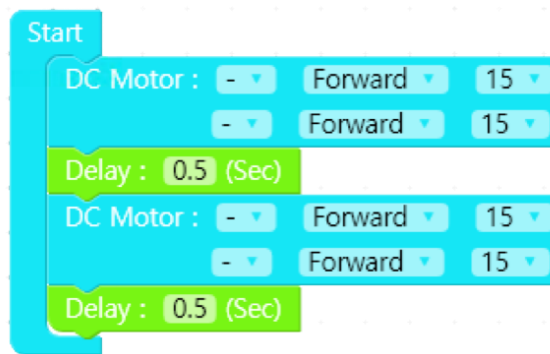 Start
DC Motor : - Forward 15
- Forward 15
Delay : 0.5 (Sec)
DC Motor : - Forward 15
- Forward 15
Delay : 0.5 (Sec)